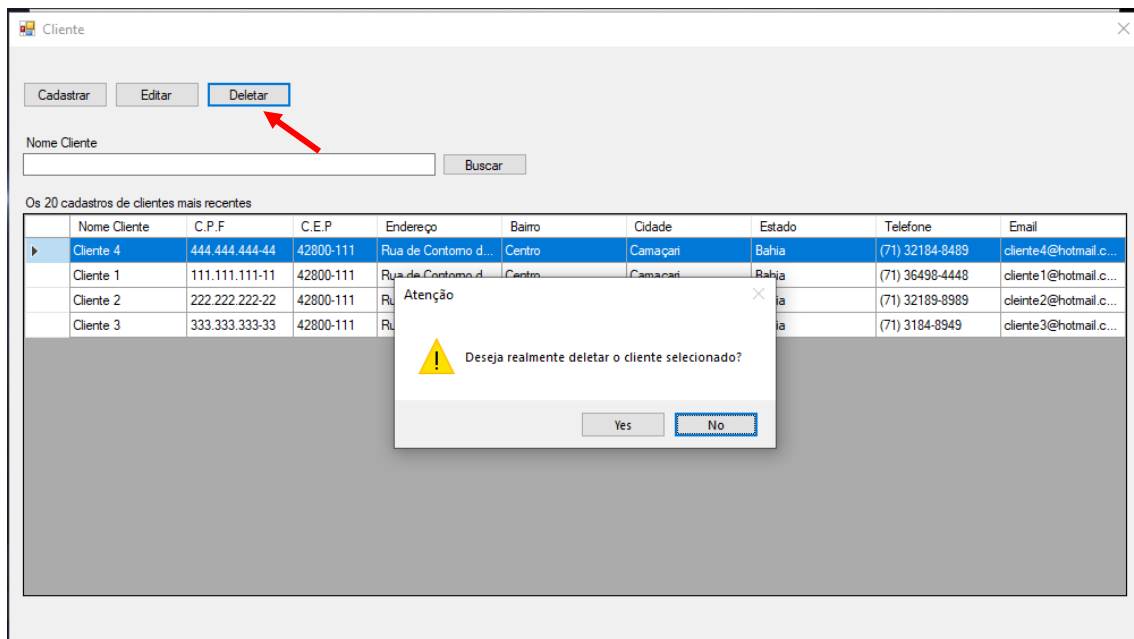 Cliente
Cadastrar Editar Deletar
Nome Cliente
Buscar
Os 20 cadastros de clientes mais recentes
Nome Cliente C.P.F C.E.P Endereço Bairro Cidade Estado Telefone Email
Cliente 4 444.444.444-44 42800-111 Rua de Contorno d... Centro Camaçari Bahia (71) 32184-8489 cliente4@hotmail.c...
Cliente 1 111.111.111-11 42800-111 Rua de Contorno d... Centro Camaçari Bahia (71) 36498-4448 cliente1@hotmail.c...
Cliente 2 222.222.222-22 42800-111 (71) 32189-8989 cleinte2@hotmail.c...
Cliente 3 333.333.333-33 42800-111 (71) 3184-8949 cliente3@hotmail.c...
Atenção
Deseja realmente deletar o cliente selecionado?
Yes No